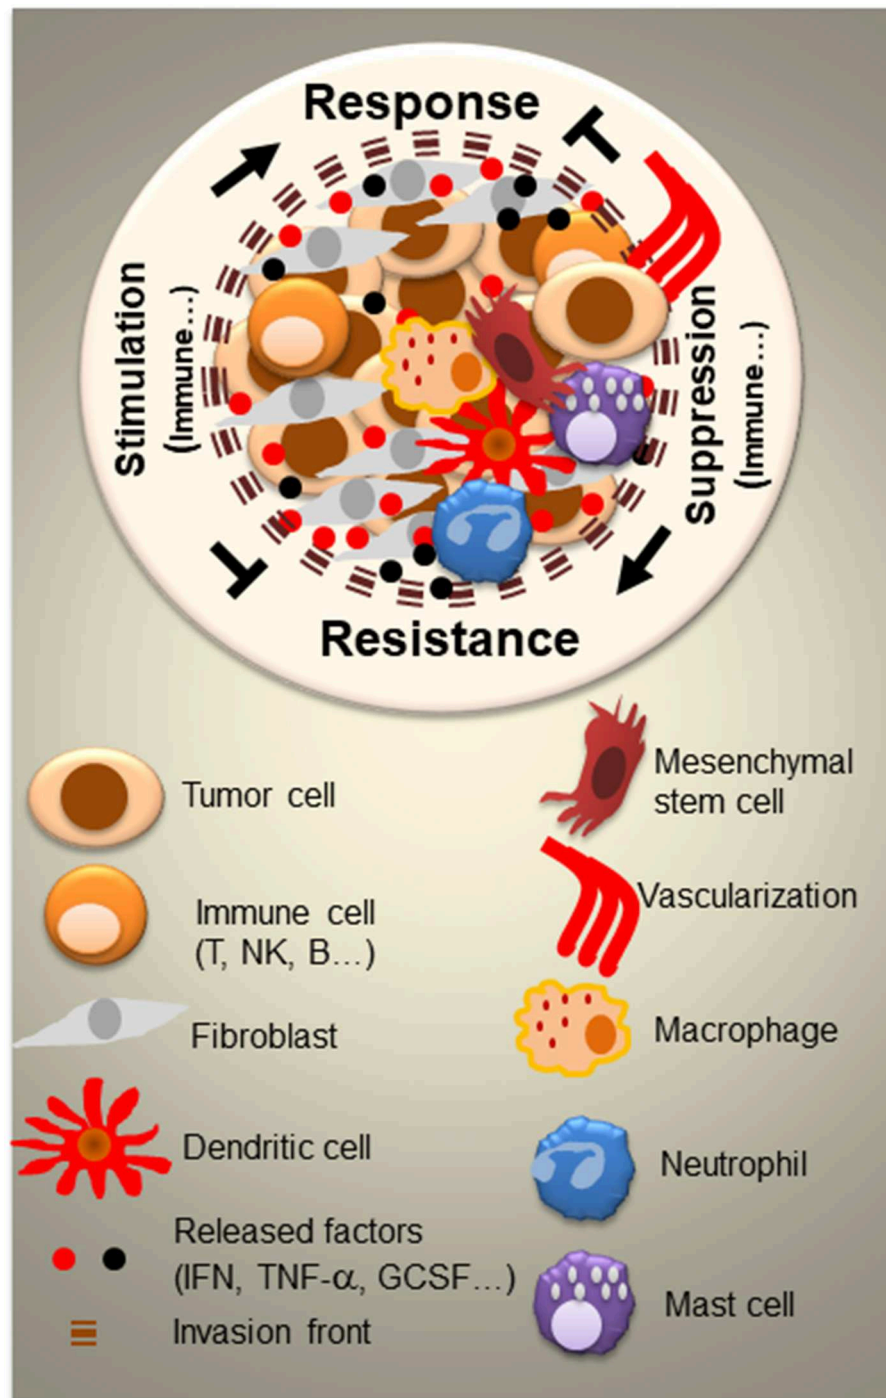 Response
Stimulation
(Immune...)
Suppression
(Immune...)
Resistance
Tumor cell
Immune cell
(T, NK, B...)
Fibroblast
Dendritic cell
Released factors
(IFN, TNF-α, GCSF...)
Invasion front
Mesenchymal
stem cell
Vascularization
Macrophage
Neutrophil
Mast cell